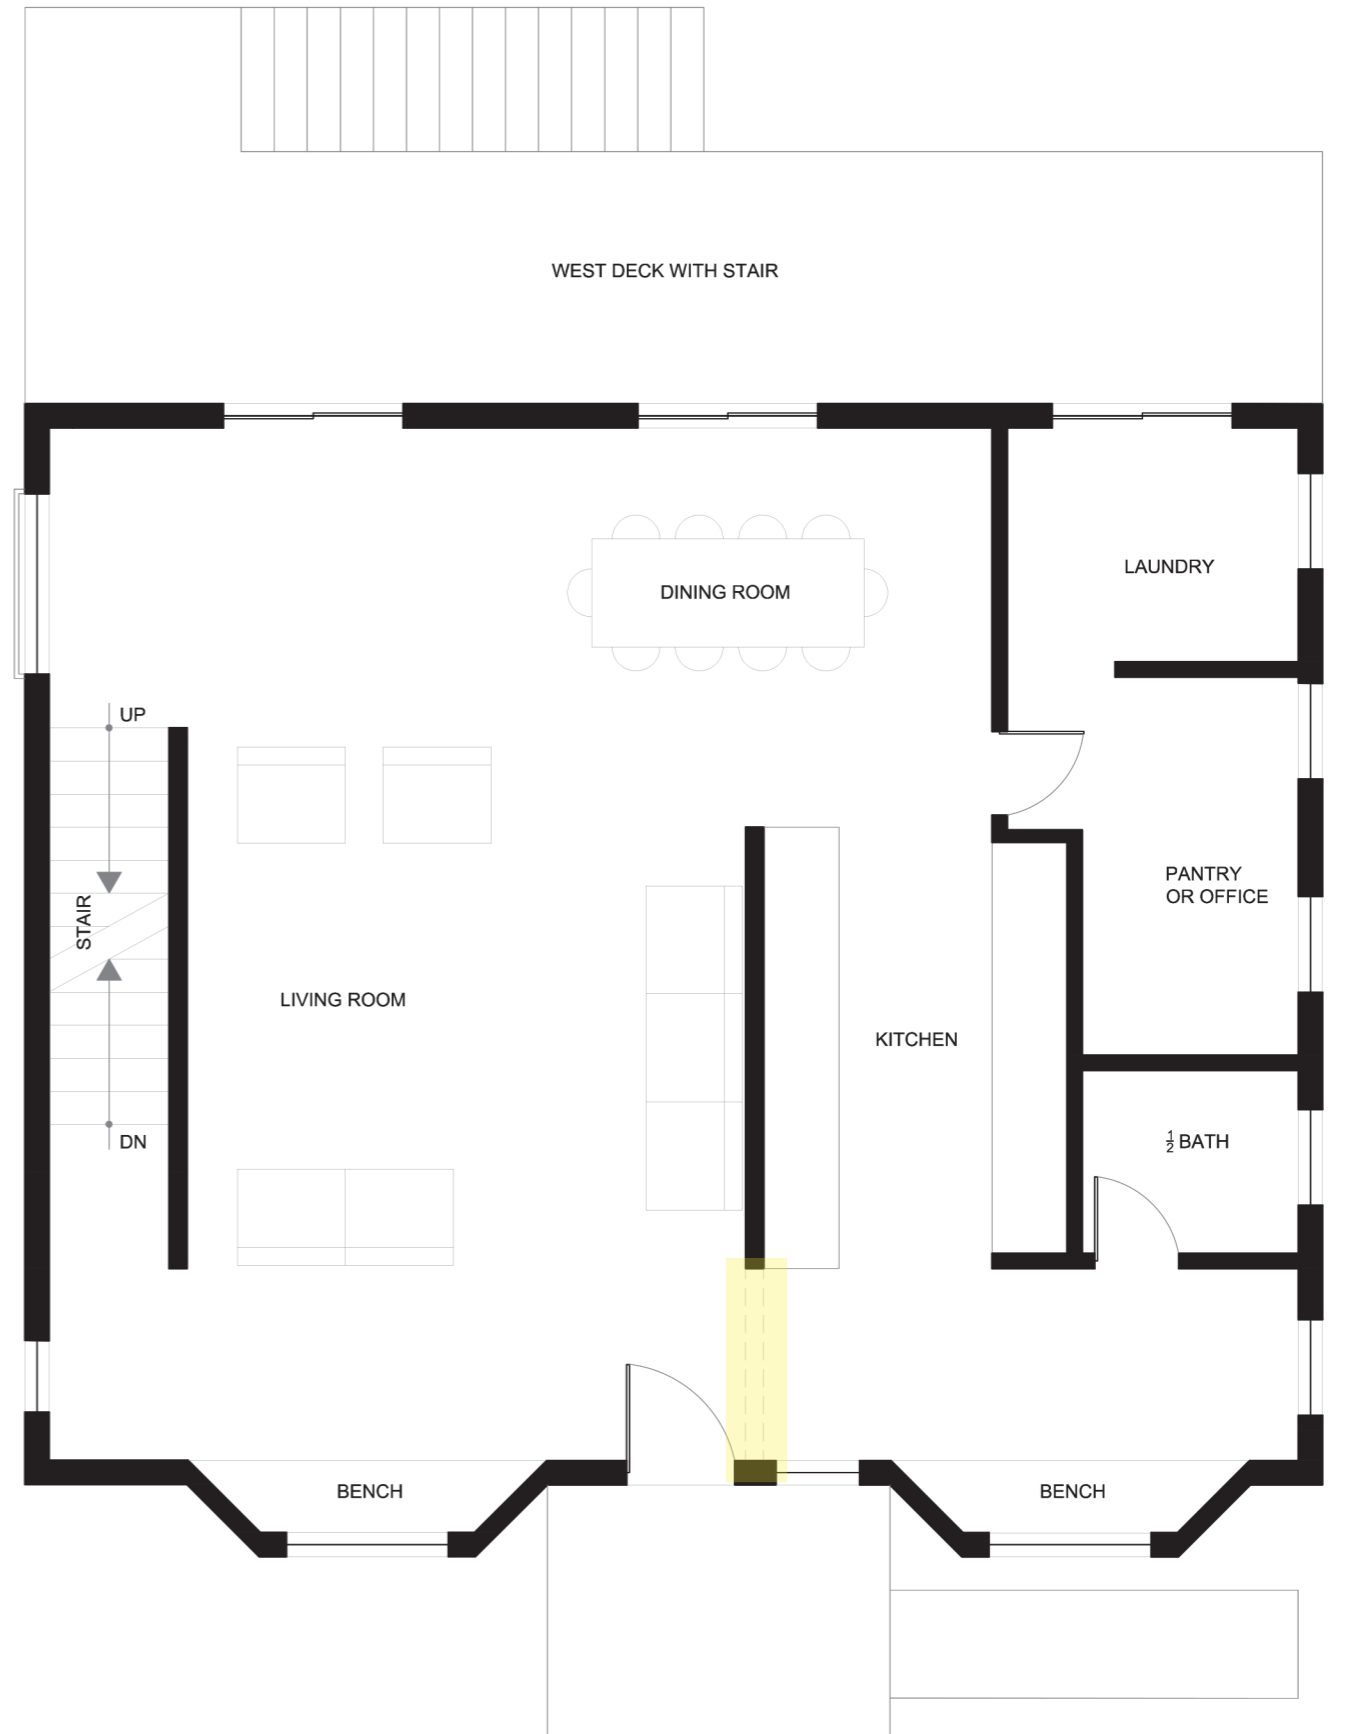 WEST DECK WITH STAIR
LAUNDRY
DINING ROOM
UP
PANTRY
OR OFFICE
STAIR
LIVING ROOM
KITCHEN
DN
½ BATH
BENCH
BENCH